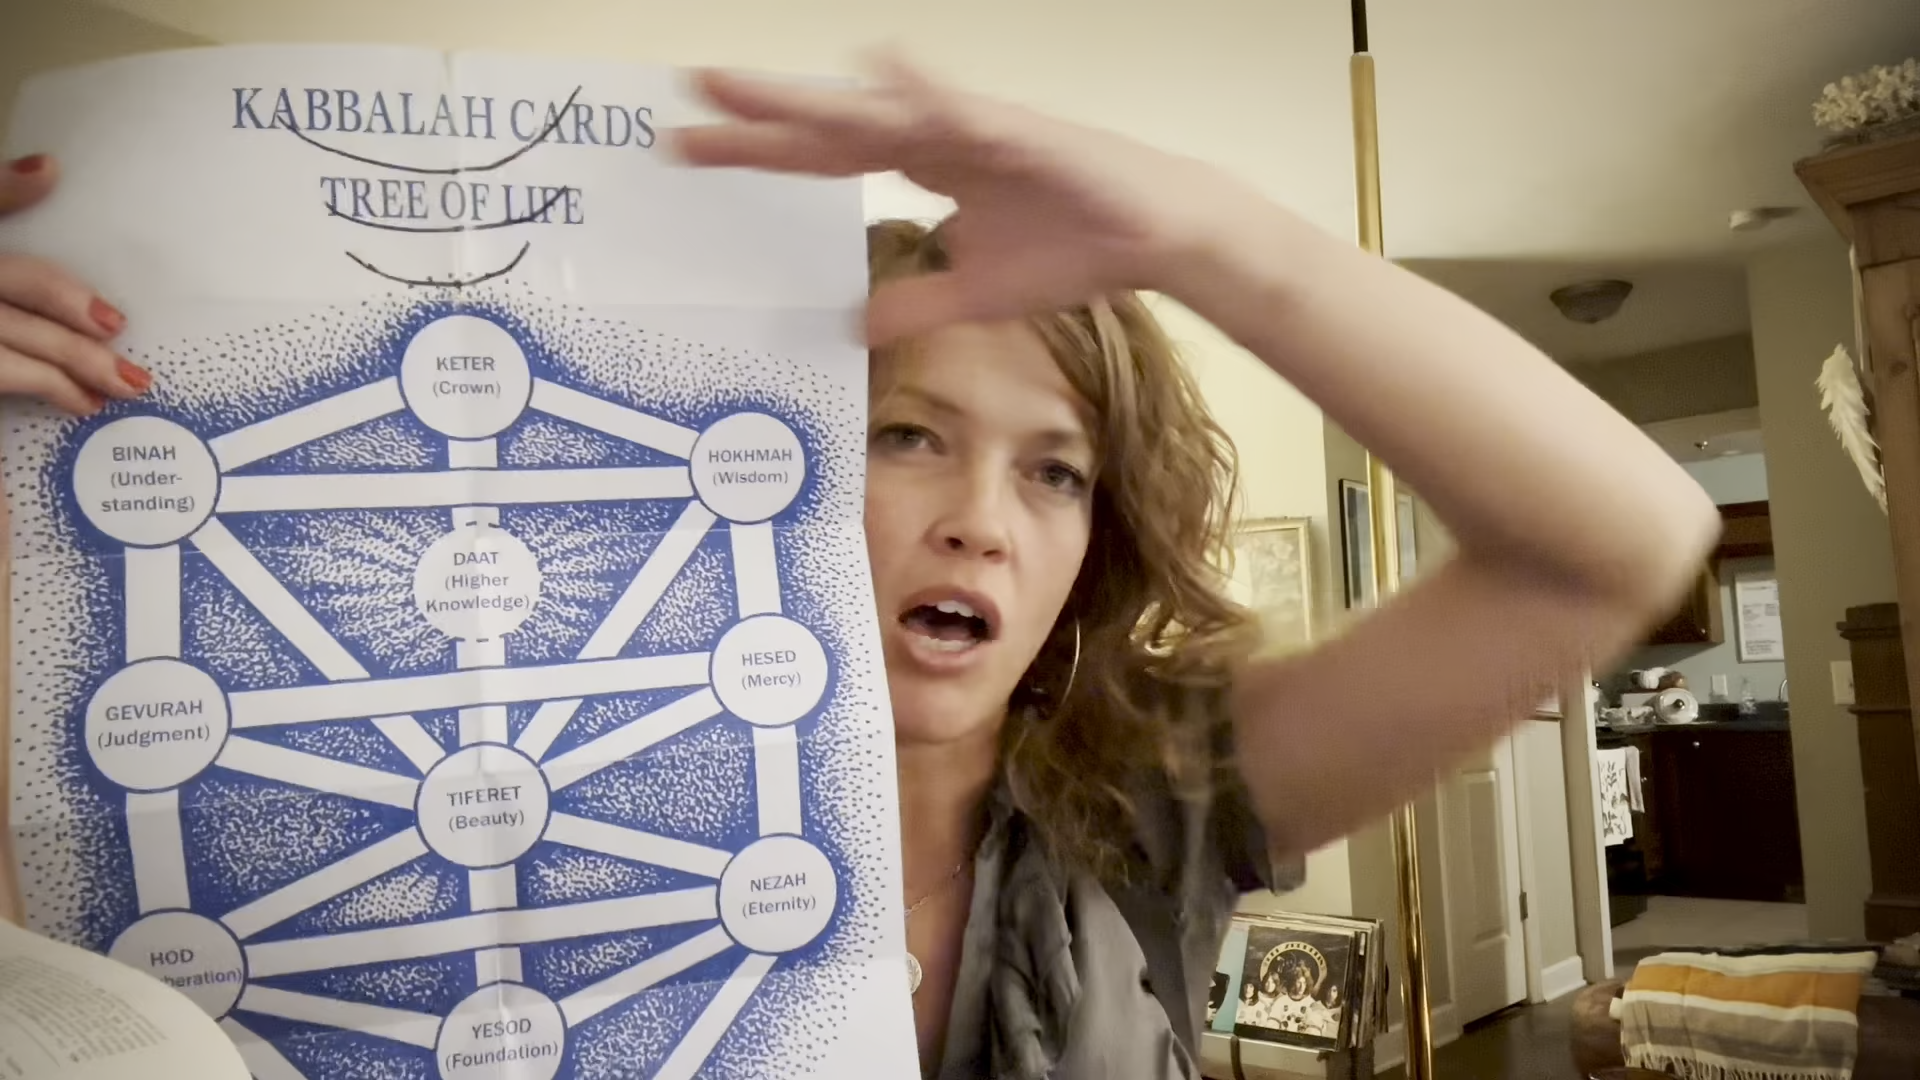 KABBALAH CARDS
TREE OF LIFE
KETER
(Crown)
BINAH
(Under-
standing)
HOKHMAH
(Wisdom)
DAAT
(Higher
Knowledge)
HESED
(Mercy)
GEVURAH
(Judgment)
TIFERET
(Beauty)
NEZAH
(Eternity)
HOD
YESOD
(Foundation)